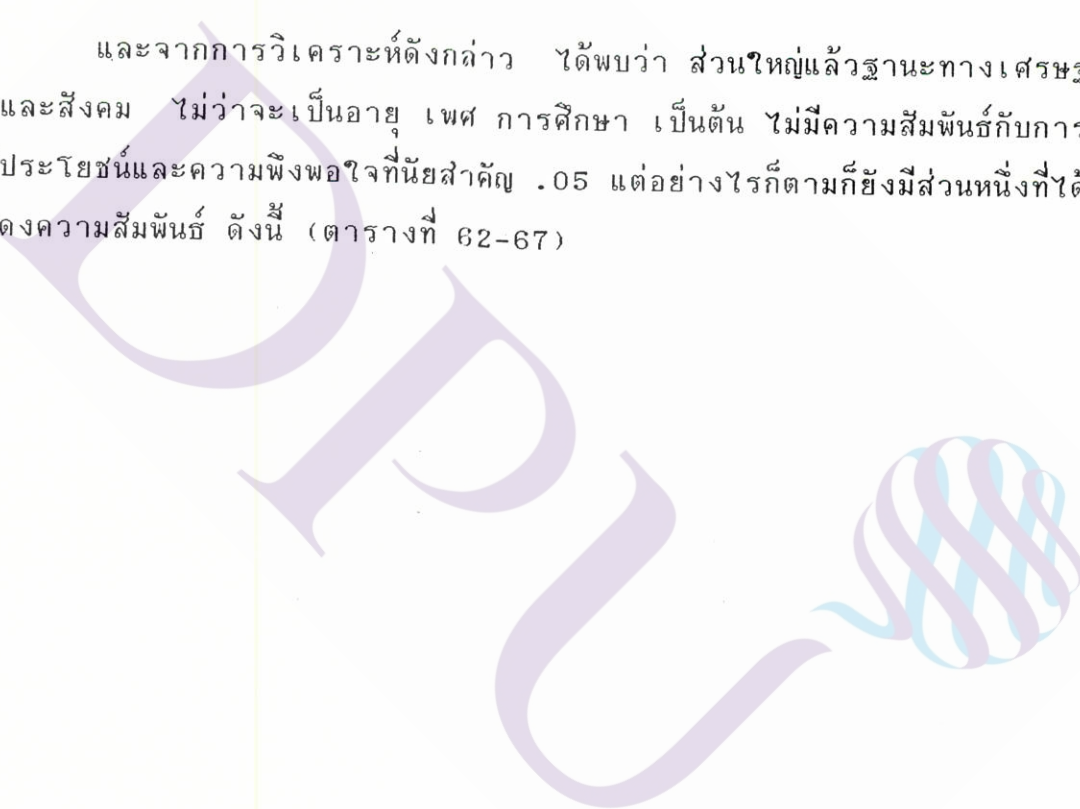 และจากการวิเคราะห์ดังกล่าว ได้พบว่า ส่วนใหญ่แล้วฐานะทางเศรษฐ
และสังคม ไม่ว่าจะเป็นอายุ เพศ การศึกษา เป็นต้น ไม่มีความสัมพันธ์กับการ
ประโยชน์และความพึงพอใจที่นัยสำคัญ .05 แต่อย่างไรก็ตามก็ยังมีส่วนหนึ่งที่ได้
ดงความสัมพันธ์ ดังนี้ (ตารางที่ 62-67)
DPU